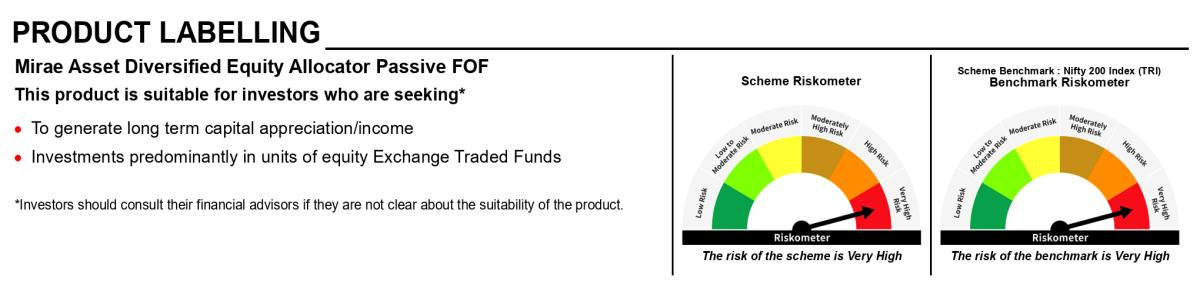 PRODUCT LABELLING
Mirae Asset Diversified Equity Allocator Passive FOF
This product is suitable for investors who are seeking*
• To generate long term capital appreciation/income
• Investments predominantly in units of equity Exchange Traded Funds
*Investors should consult their financial advisors if they are not clear about the suitability of the product.
Scheme Riskometer
Low Risk
Low to
Moderate Risk
Moderate Risk
Moderately
High Risk
High Risk
Very High
Risk
Riskometer
The risk of the scheme is Very High
Scheme Benchmark : Nifty 200 Index (TRI)
Benchmark Riskometer
Low Risk
Low to
Moderate Risk
Moderate Risk
Moderately
High Risk
High Risk
Very High
Risk
Riskometer
The risk of the benchmark is Very High